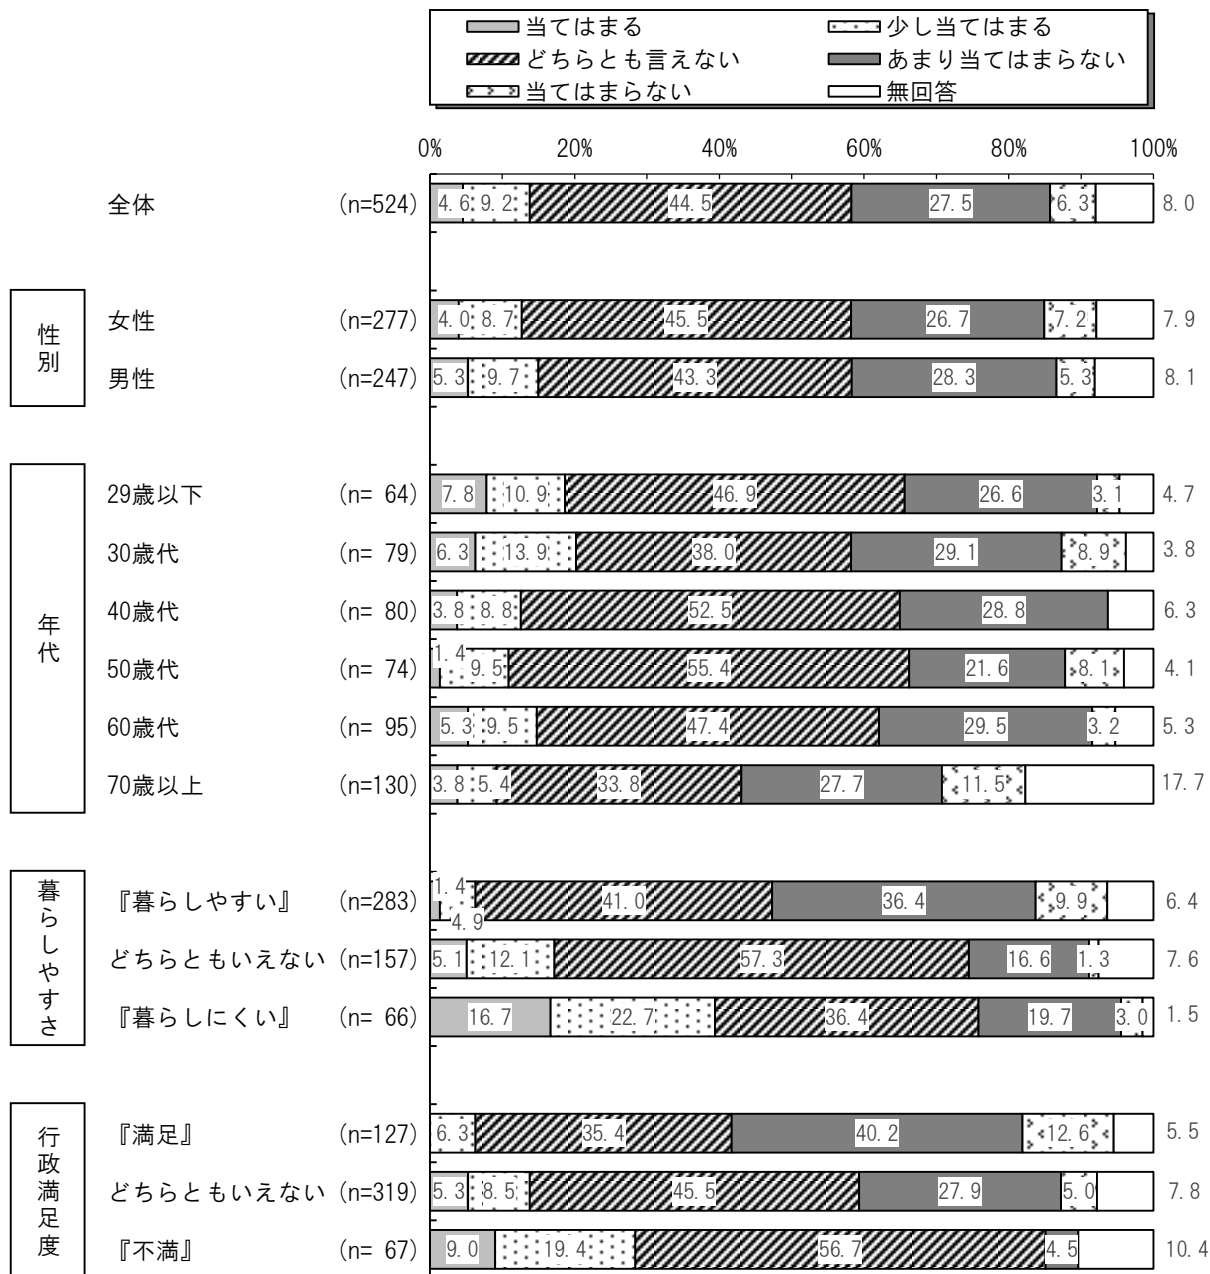 当てはまる 少し当てはまる
どちらとも言えない あまり当てはまらない
当てはまらない 無回答
0% 20% 40% 60% 80% 100%
全体 (n=524) 4.6 9.2 44.5 27.5 6.3 8.0
性別
女性 (n=277) 4.0 8.7 45.5 26.7 7.2 7.9
男性 (n=247) 5.3 9.7 43.3 28.3 5.3 8.1
年代
29歳以下 (n= 64) 7.8 10.9 46.9 26.6 3.1 4.7
30歳代 (n= 79) 6.3 13.9 38.0 29.1 8.9 3.8
40歳代 (n= 80) 3.8 8.8 52.5 28.8 6.3
50歳代 (n= 74) 1.4 9.5 55.4 21.6 8.1 4.1
60歳代 (n= 95) 5.3 9.5 47.4 29.5 3.2 5.3
70歳以上 (n=130) 3.8 5.4 33.8 27.7 11.5 17.7
暮らしやすさ
『暮らしやすい』 (n=283) 1.4 4.9 41.0 36.4 9.9 6.4
どちらともいえない (n=157) 5.1 12.1 57.3 16.6 1.3 7.6
『暮らしにくい』 (n= 66) 16.7 22.7 36.4 19.7 3.0 1.5
行政満足度
『満足』 (n=127) 6.3 35.4 40.2 12.6 5.5
どちらともいえない (n=319) 5.3 8.5 45.5 27.9 5.0 7.8
『不満』 (n= 67) 9.0 19.4 56.7 4.5 10.4